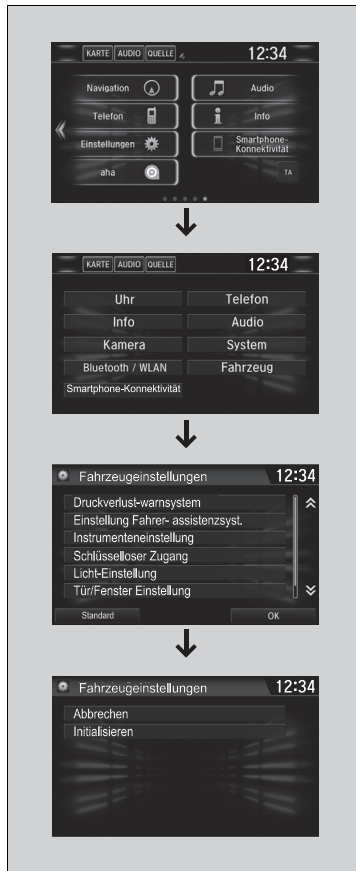 KARTE AUDIO QUELLE 12:34
Navigation Audio
Telefon Info
Einstellungen Smartphone-
Konnektivität
aha TA
KARTE AUDIO QUELLE 12:34
Uhr Telefon
Info Audio
Kamera System
Bluetooth / WLAN Fahrzeug
Smartphone-Konnektivität
Fahrzeugeinstellungen 12:34
Druckverlust-warnsystem
Einstellung Fahrer- assistenzsyst.
Instrumenteneinstellung
Schlüsselloser Zugang
Licht-Einstellung
Tür/Fenster Einstellung
Standard OK
Fahrzeugeinstellungen 12:34
Abbrechen
Initialisieren